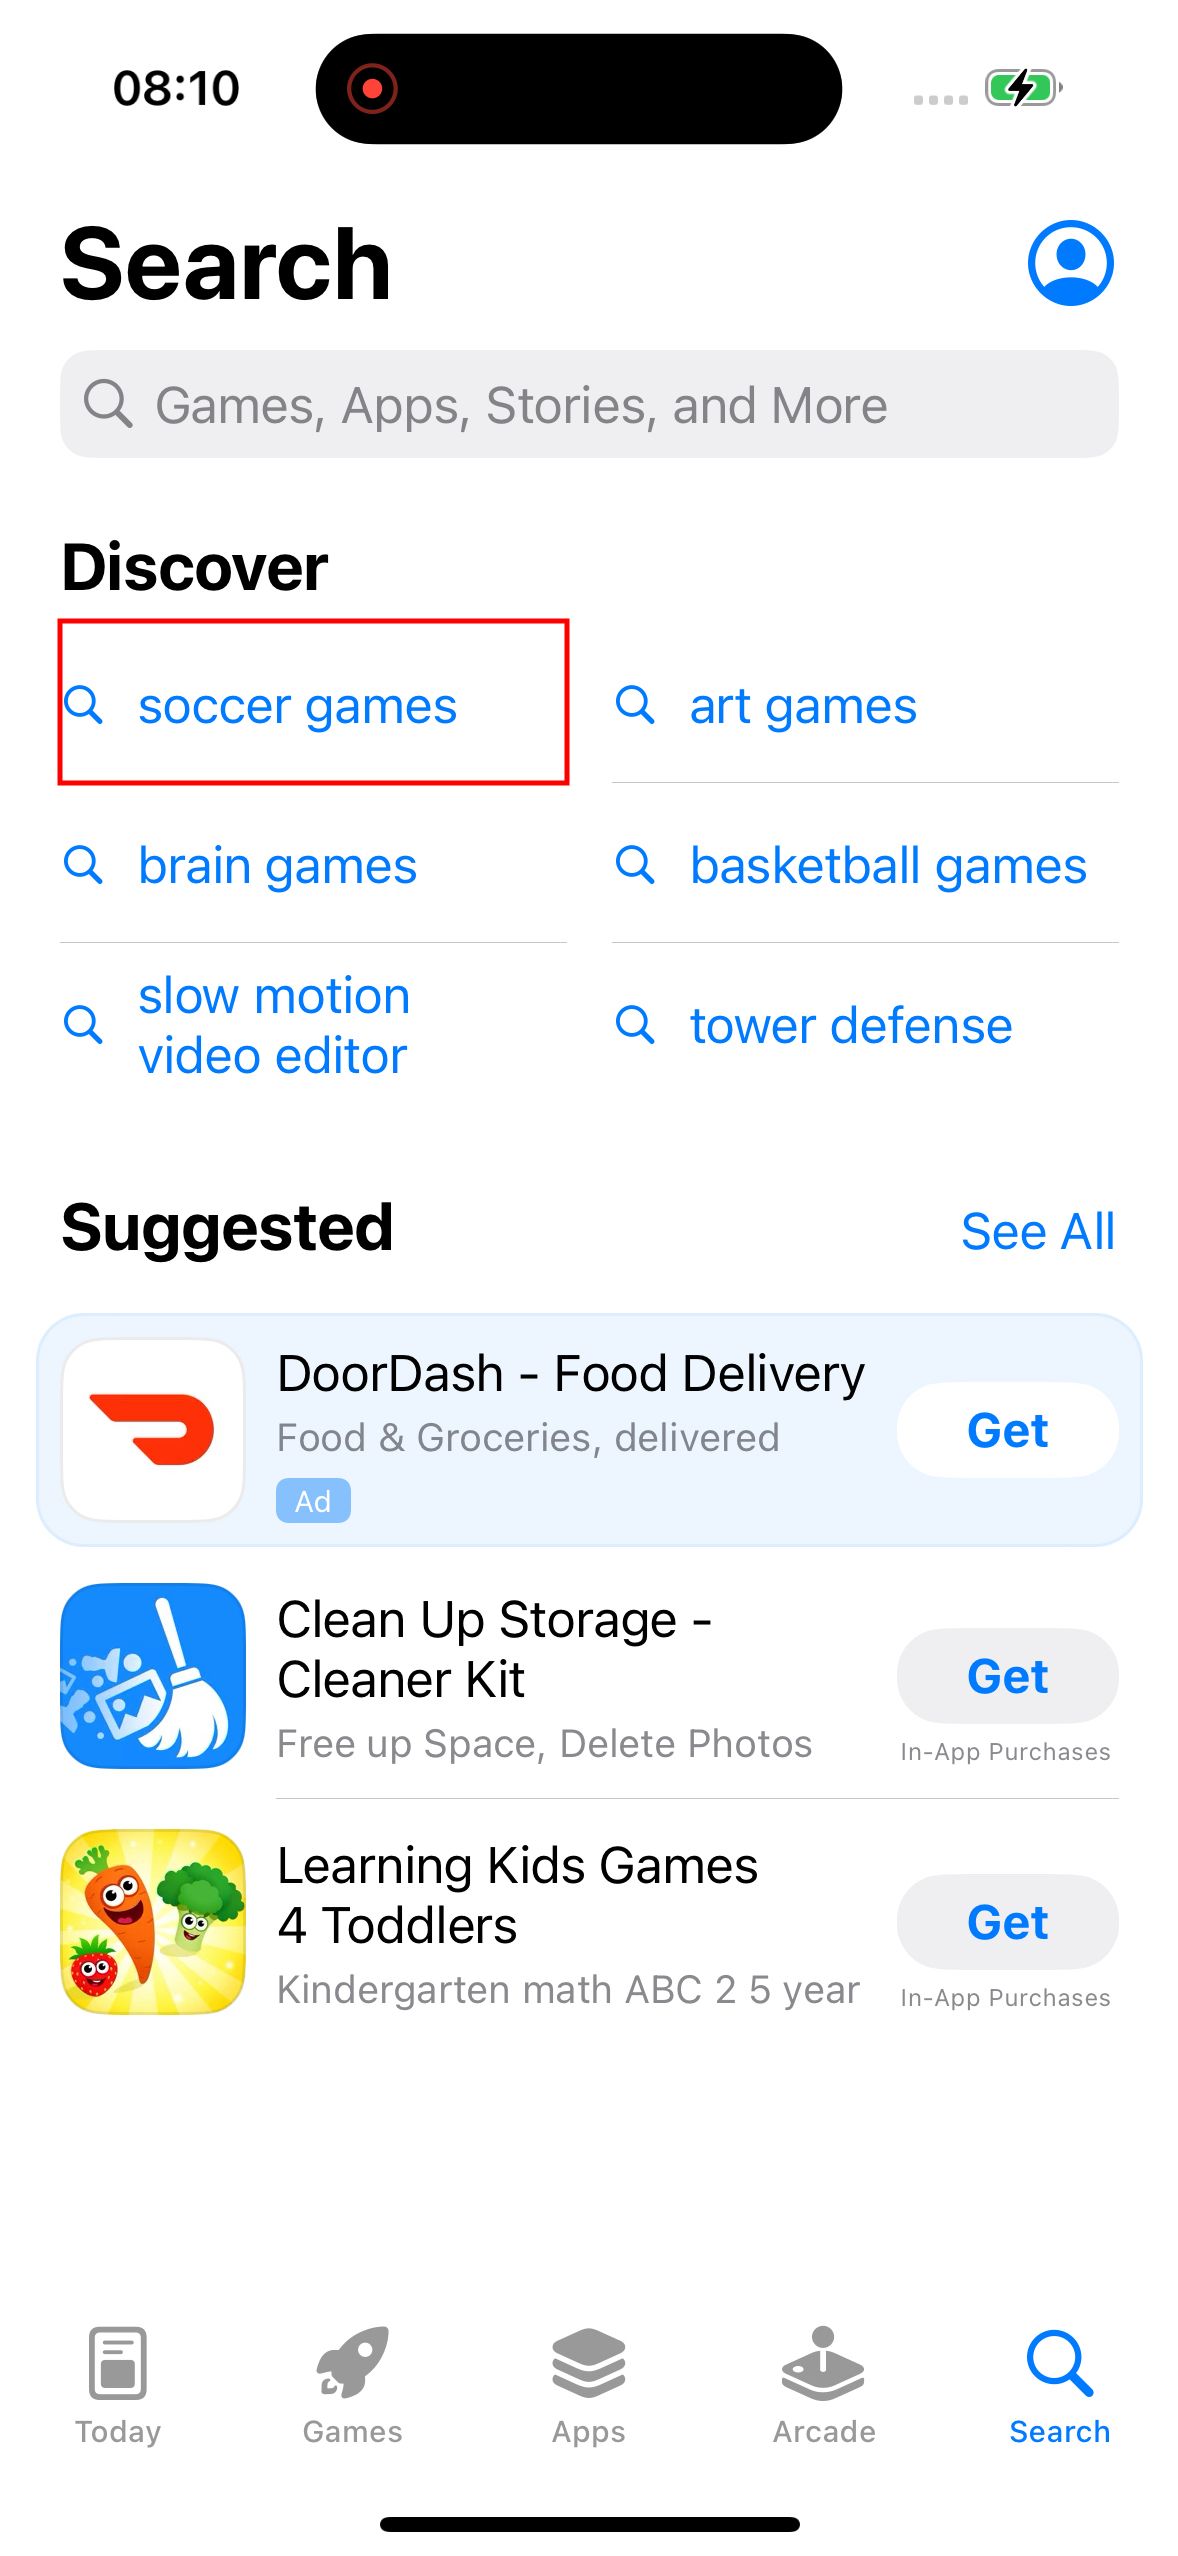 08:10
Search
Games, Apps, Stories, and More
Discover
soccer games
art games
brain games
basketball games
slow motion
video editor
tower defense
Suggested
See All
DoorDash - Food Delivery
Food & Groceries, delivered
Ad
Get
Clean Up Storage -
Cleaner Kit
Free up Space, Delete Photos
Get
In-App Purchases
Learning Kids Games
4 Toddlers
Kindergarten math ABC 2 5 year
Get
In-App Purchases
Today
Games
Apps
Arcade
Search